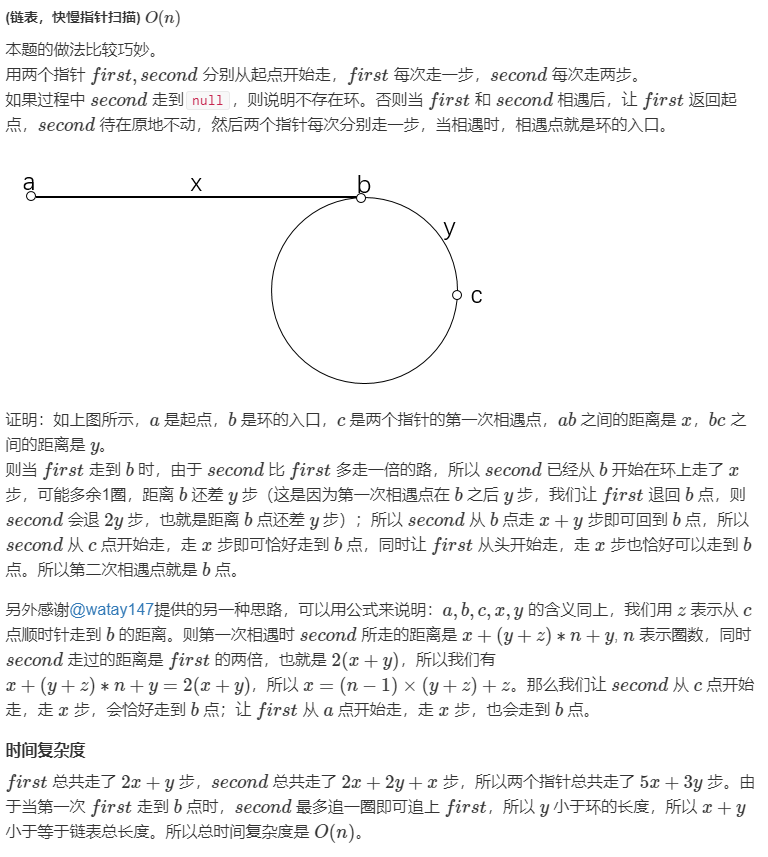 (链表，快慢指针扫描) O(n)
本题的做法比较巧妙。
用两个指针 first, second 分别从起点开始走，first 每次走一步，second 每次走两步。
如果过程中 second 走到 null ，则说明不存在环。否则当 first 和 second 相遇后，让 first 返回起
点，second 待在原地不动，然后两个指针每次分别走一步，当相遇时，相遇点就是环的入口。
a
x
b
y
c
证明：如上图所示，a 是起点，b 是环的入口，c 是两个指针的第一次相遇点，ab 之间的距离是 x，bc 之
间的距离是 y。
则当 first 走到 b 时，由于 second 比 first 多走一倍的路，所以 second 已经从 b 开始在环上走了 x
步，可能多余1圈，距离 b 还差 y 步（这是因为第一次相遇点在 b 之后 y 步，我们让 first 退回 b 点，则
second 会退 2y 步，也就是距离 b 点还差 y 步）；所以 second 从 b 点走 x + y 步即可回到 b 点，所以
second 从 c 点开始走，走 x 步即可恰好走到 b 点，同时让 first 从头开始走，走 x 步也恰好可以走到 b
点。所以第二次相遇点就是 b 点。
另外感谢@watay147提供的另一种思路，可以用公式来说明：a, b, c, x, y 的含义同上，我们用 z 表示从 c
点顺时针走到 b 的距离。则第一次相遇时 second 所走的距离是 x + (y + z) * n + y, n 表示圈数，同时
second 走过的距离是 first 的两倍，也就是 2(x + y)，所以我们有
x + (y + z) * n + y = 2(x + y)，所以 x = (n − 1) × (y + z) + z。那么我们让 second 从 c 点开始
走，走 x 步，会恰好走到 b 点；让 first 从 a 点开始走，走 x 步，也会走到 b 点。
时间复杂度
first 总共走了 2x + y 步，second 总共走了 2x + 2y + x 步，所以两个指针总共走了 5x + 3y 步。由
于当第一次 first 走到 b 点时，second 最多追一圈即可追上 first，所以 y 小于环的长度，所以 x + y
小于等于链表总长度。所以总时间复杂度是 O(n)。